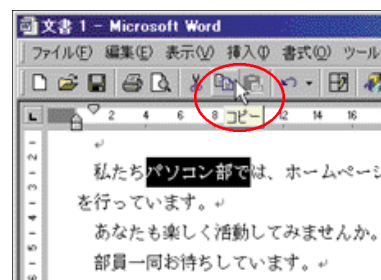 文書 1 - Microsoft Word
ファイル(F) 編集(E) 表示(V) 挿入(I) 書式(O) ツール
L 2 4 6 8 コピー 12 14 16
私たちパソコン部では、ホームページ
を行っています。
あなたも楽しく活動してみませんか。
部員一同お待ちしています。